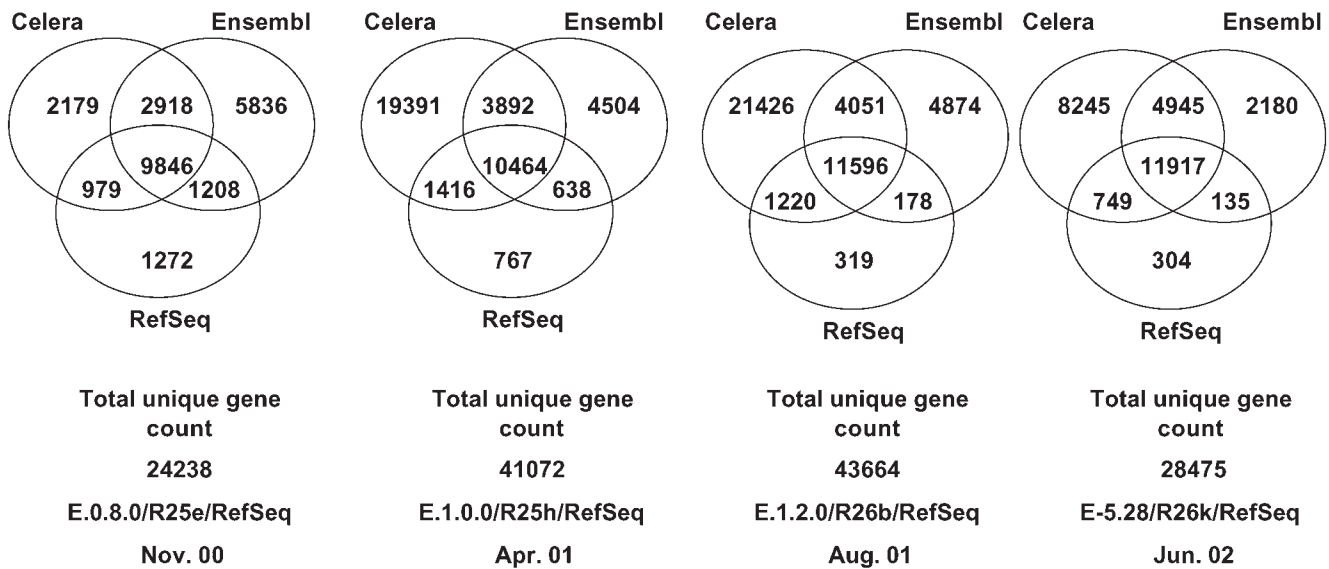 Celera Ensembl Celera Ensembl Celera Ensembl Celera Ensembl
2179 2918 5836 19391 3892 4504 21426 4051 4874 8245 4945 2180
9846 10464 11596 11917
979 1208 1416 638 1220 178 749 135
1272 767 319 304
RefSeq RefSeq RefSeq RefSeq
Total unique gene Total unique gene Total unique gene Total unique gene
count count count count
24238 41072 43664 28475
E.0.8.0/R25e/RefSeq E.1.0.0/R25h/RefSeq E.1.2.0/R26b/RefSeq E-5.28/R26k/RefSeq
Nov. 00 Apr. 01 Aug. 01 Jun. 02